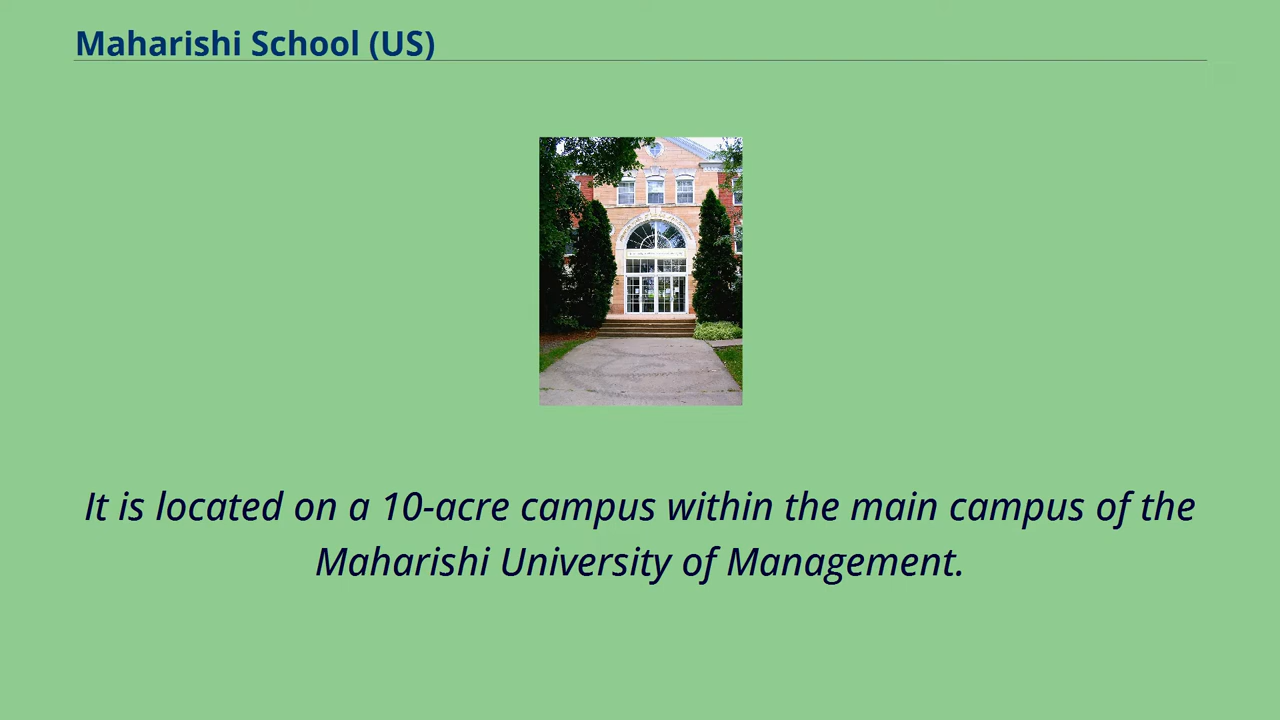 Maharishi School (US)
It is located on a 10-acre campus within the main campus of the
Maharishi University of Management.